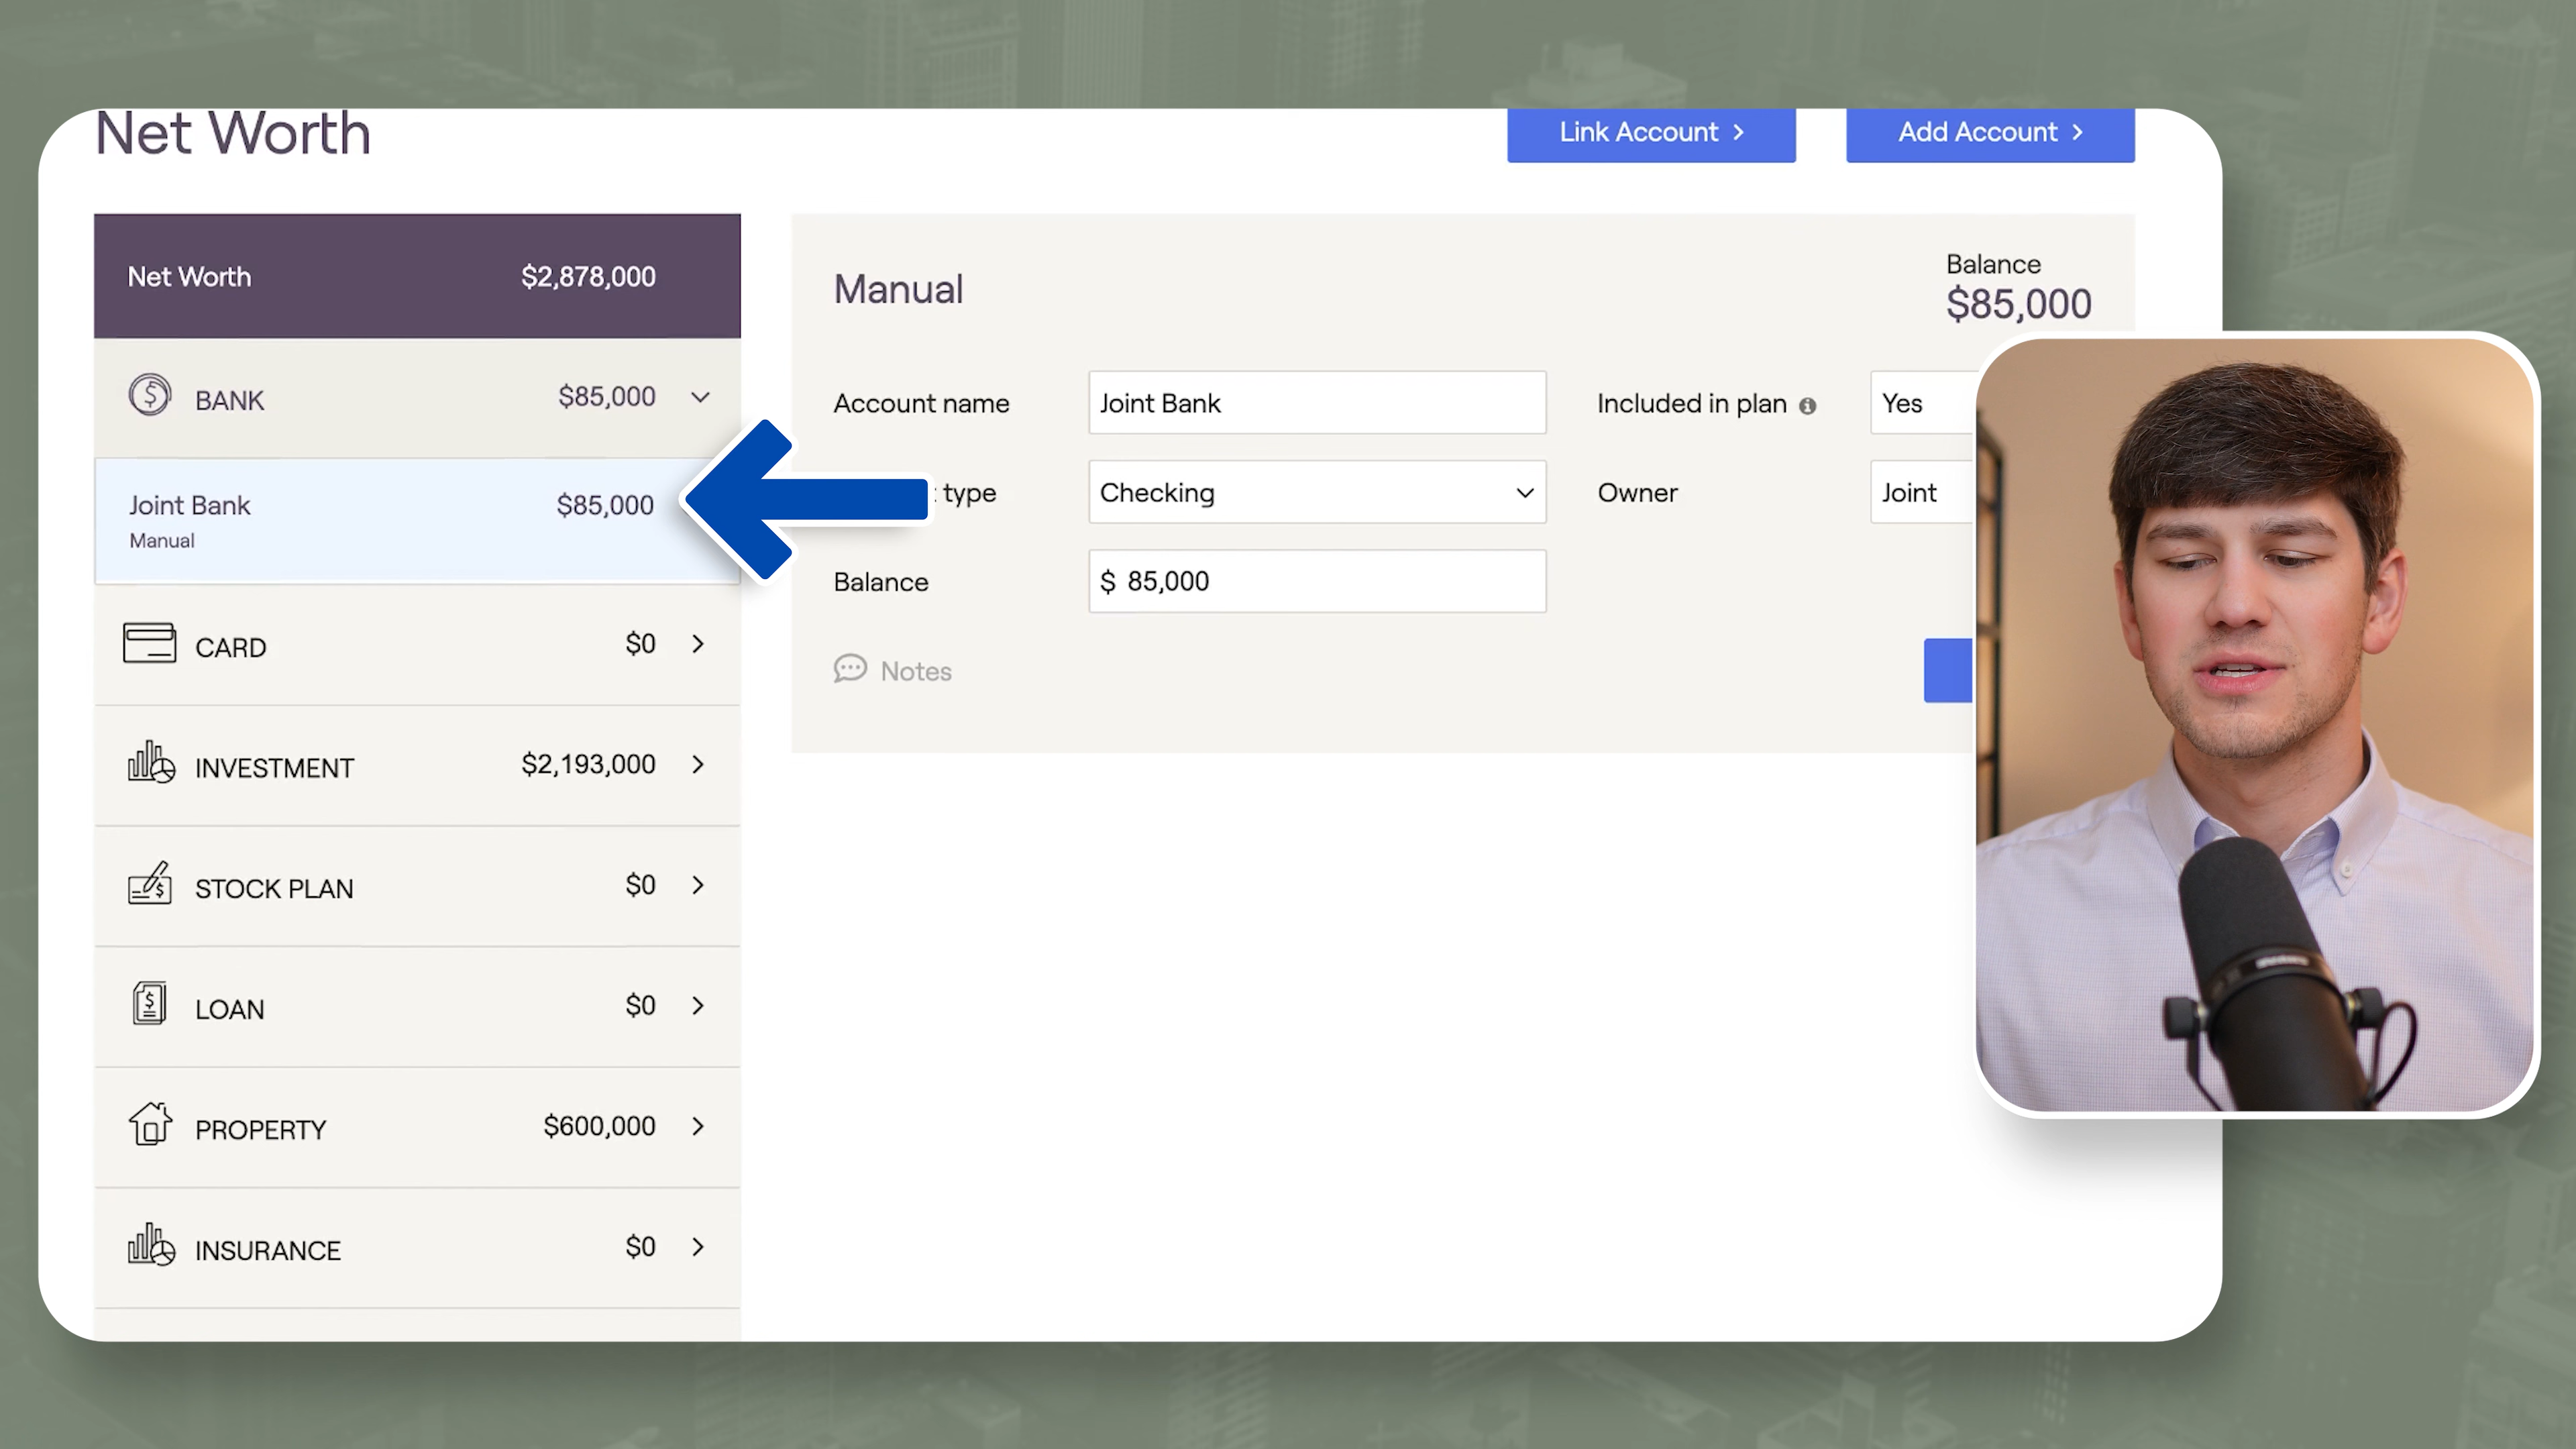 Net Worth
Link Account
Add Account
Net Worth $2,878,000
BANK $85,000
Joint Bank $85,000
Manual
CARD $0
INVESTMENT $2,193,000
STOCK PLAN $0
LOAN $0
PROPERTY $600,000
INSURANCE $0
Manual
Balance
$85,000
Account name Joint Bank Included in plan Yes
type Checking Owner Joint
Balance $ 85,000
Notes